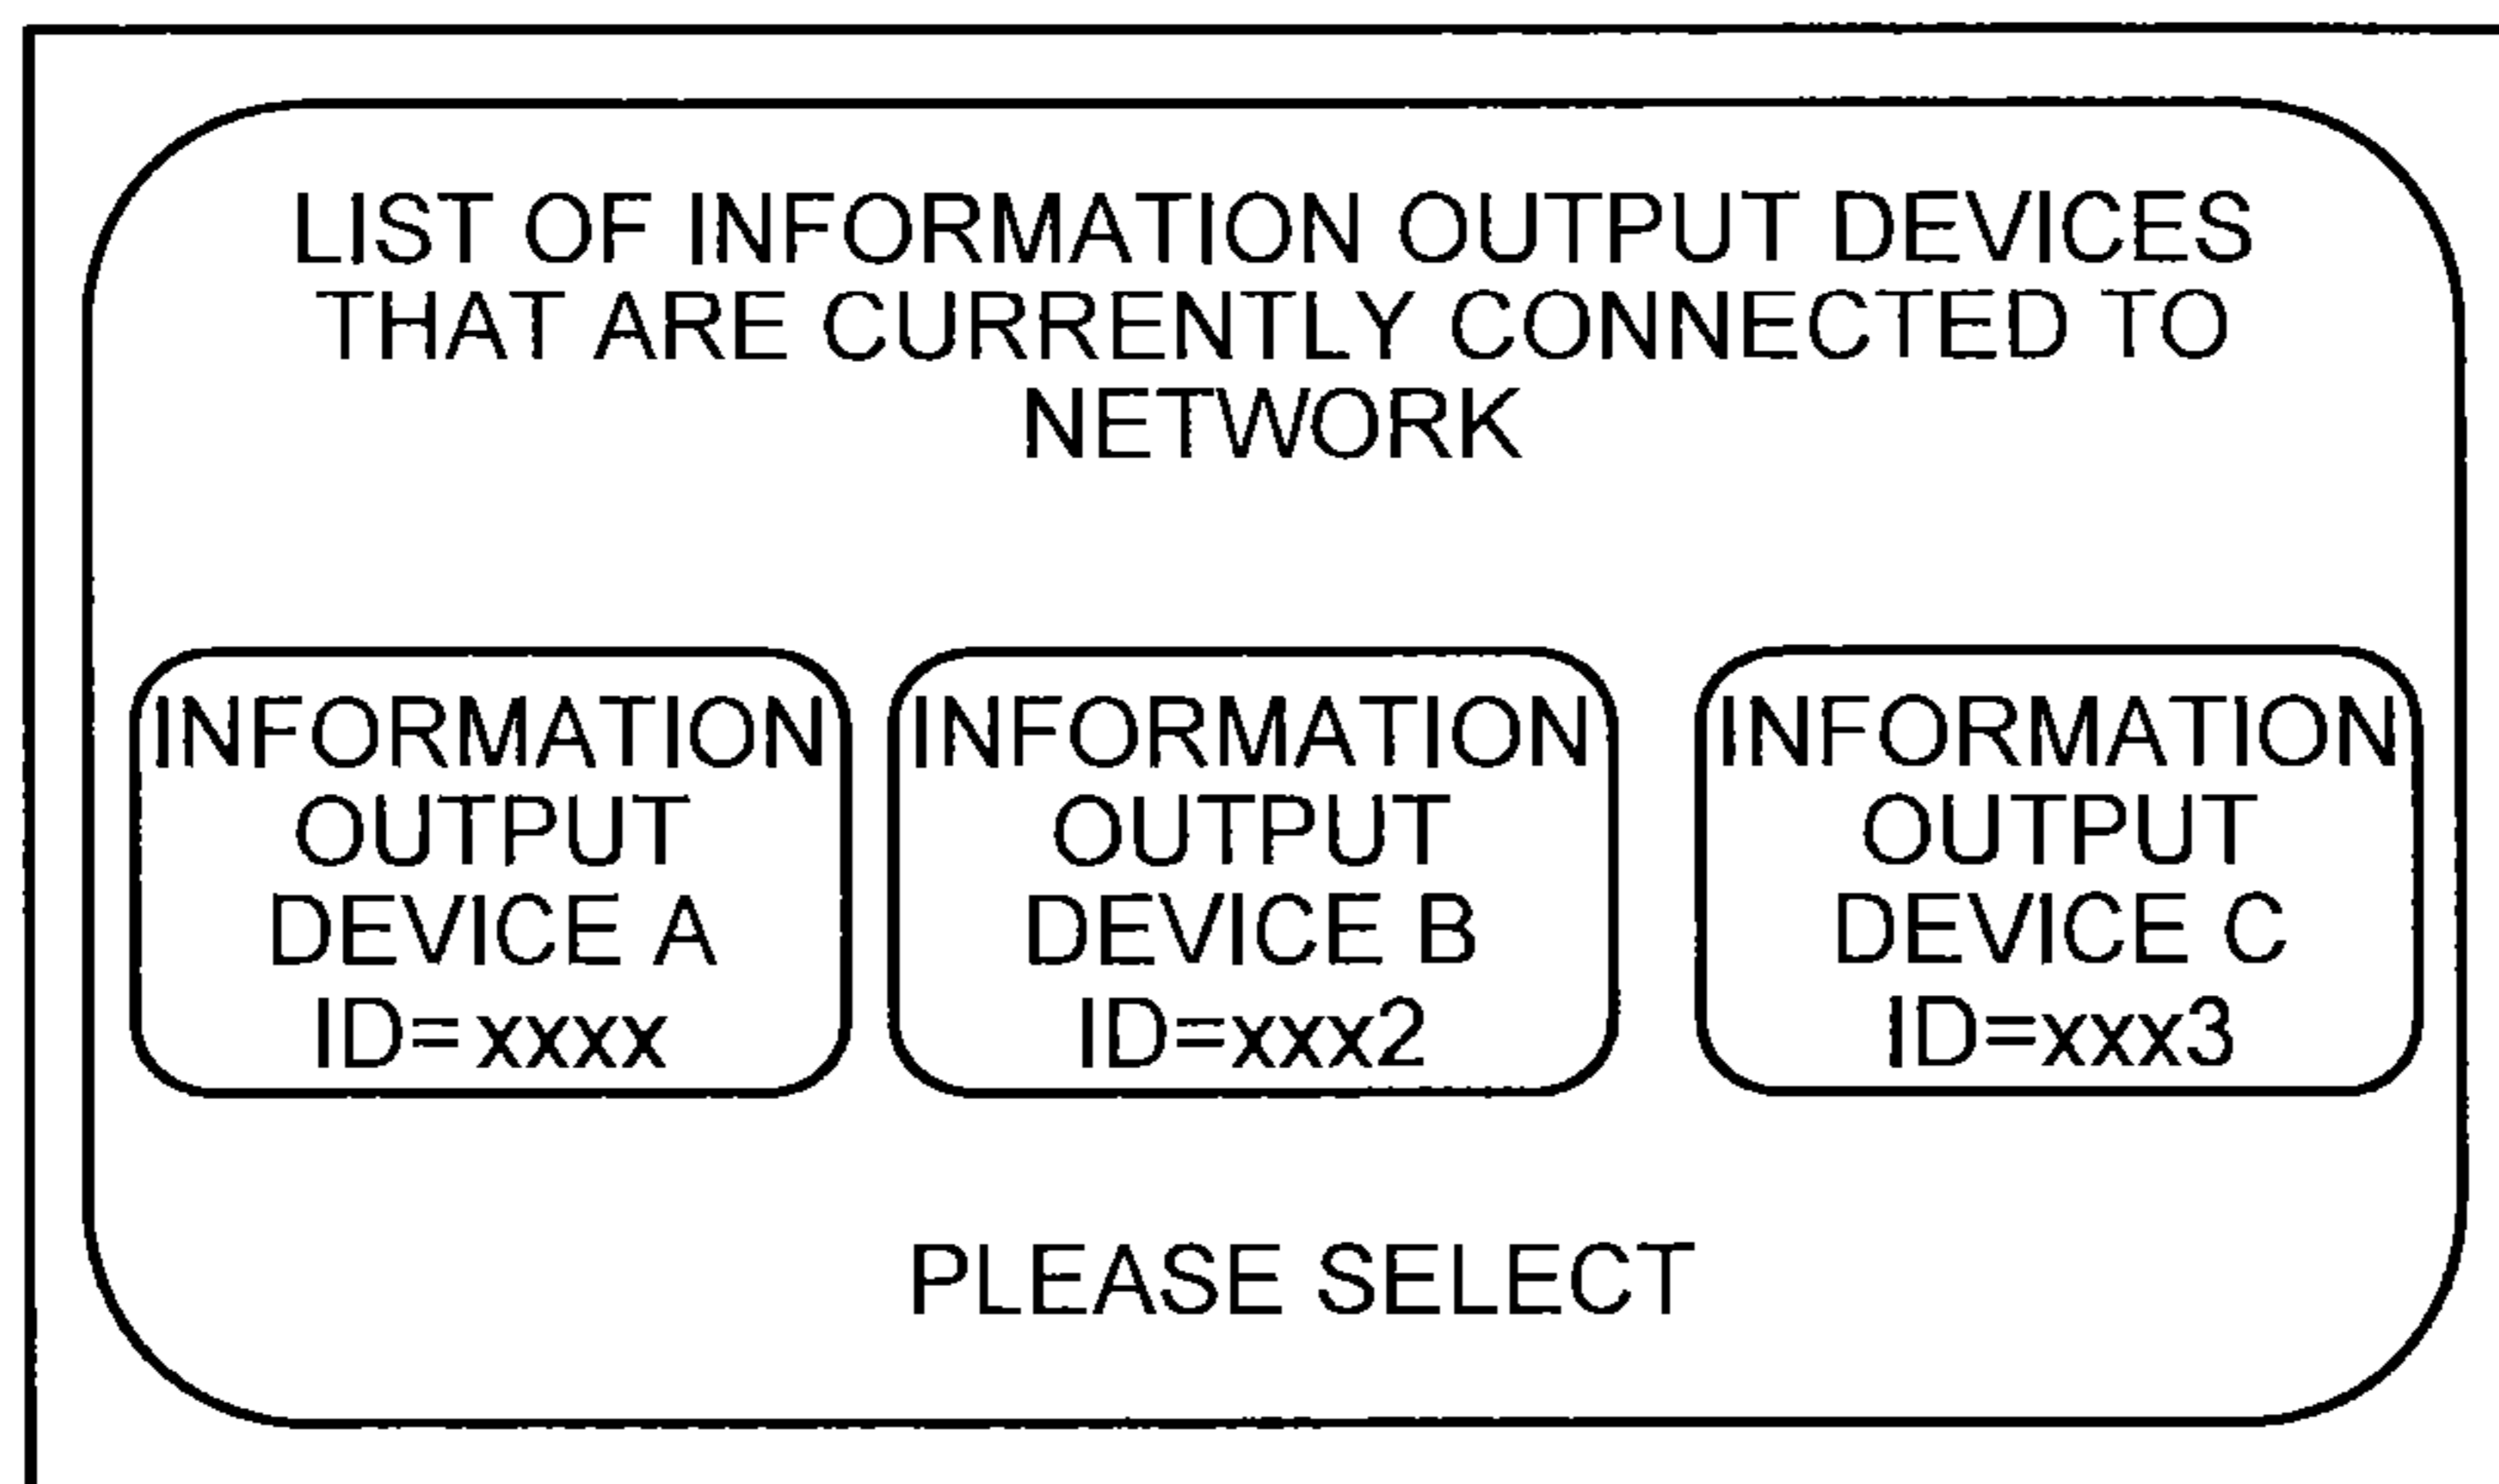 LIST OF INFORMATION OUTPUT DEVICES
THAT ARE CURRENTLY CONNECTED TO
NETWORK
INFORMATION
OUTPUT
DEVICE A
ID=xxxx
INFORMATION
OUTPUT
DEVICE B
ID=xxx2
INFORMATION
OUTPUT
DEVICE C
ID=xxx3
PLEASE SELECT